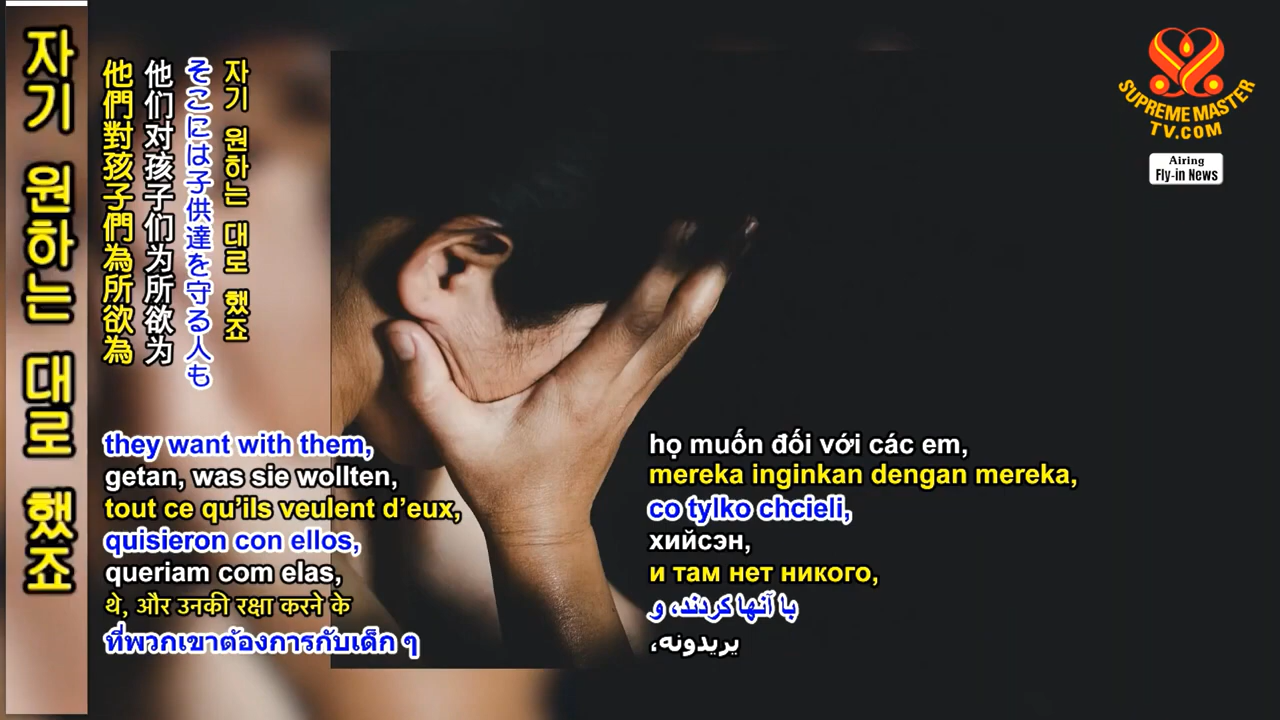 자기 원하는 대로 했죠
他們對孩子們為所欲為
他们对孩子们为所欲为
そこには子供達を守る人も
자기 원하는 대로 했죠
they want with them,
getan, was sie wollten,
tout ce qu’ils veulent d’eux,
quisieron con ellos,
queriam com elas,
थे, और उनकी रक्षा करने के
ที่พวกเขาต้องการกับเด็ก ๆ
họ muốn đối với các em,
mereka inginkan dengan mereka,
co tylko chcieli,
хийсэн,
и там нет никого,
با آنها کردند، و
يريدونه،
SUPREME MASTER
TV.COM
Airing
Fly-in News